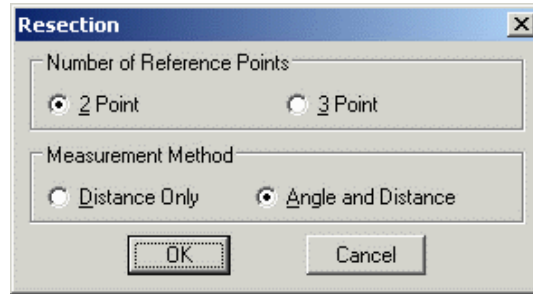 Resection
Number of Reference Points
2 Point 3 Point
Measurement Method
Distance Only Angle and Distance
OK Cancel